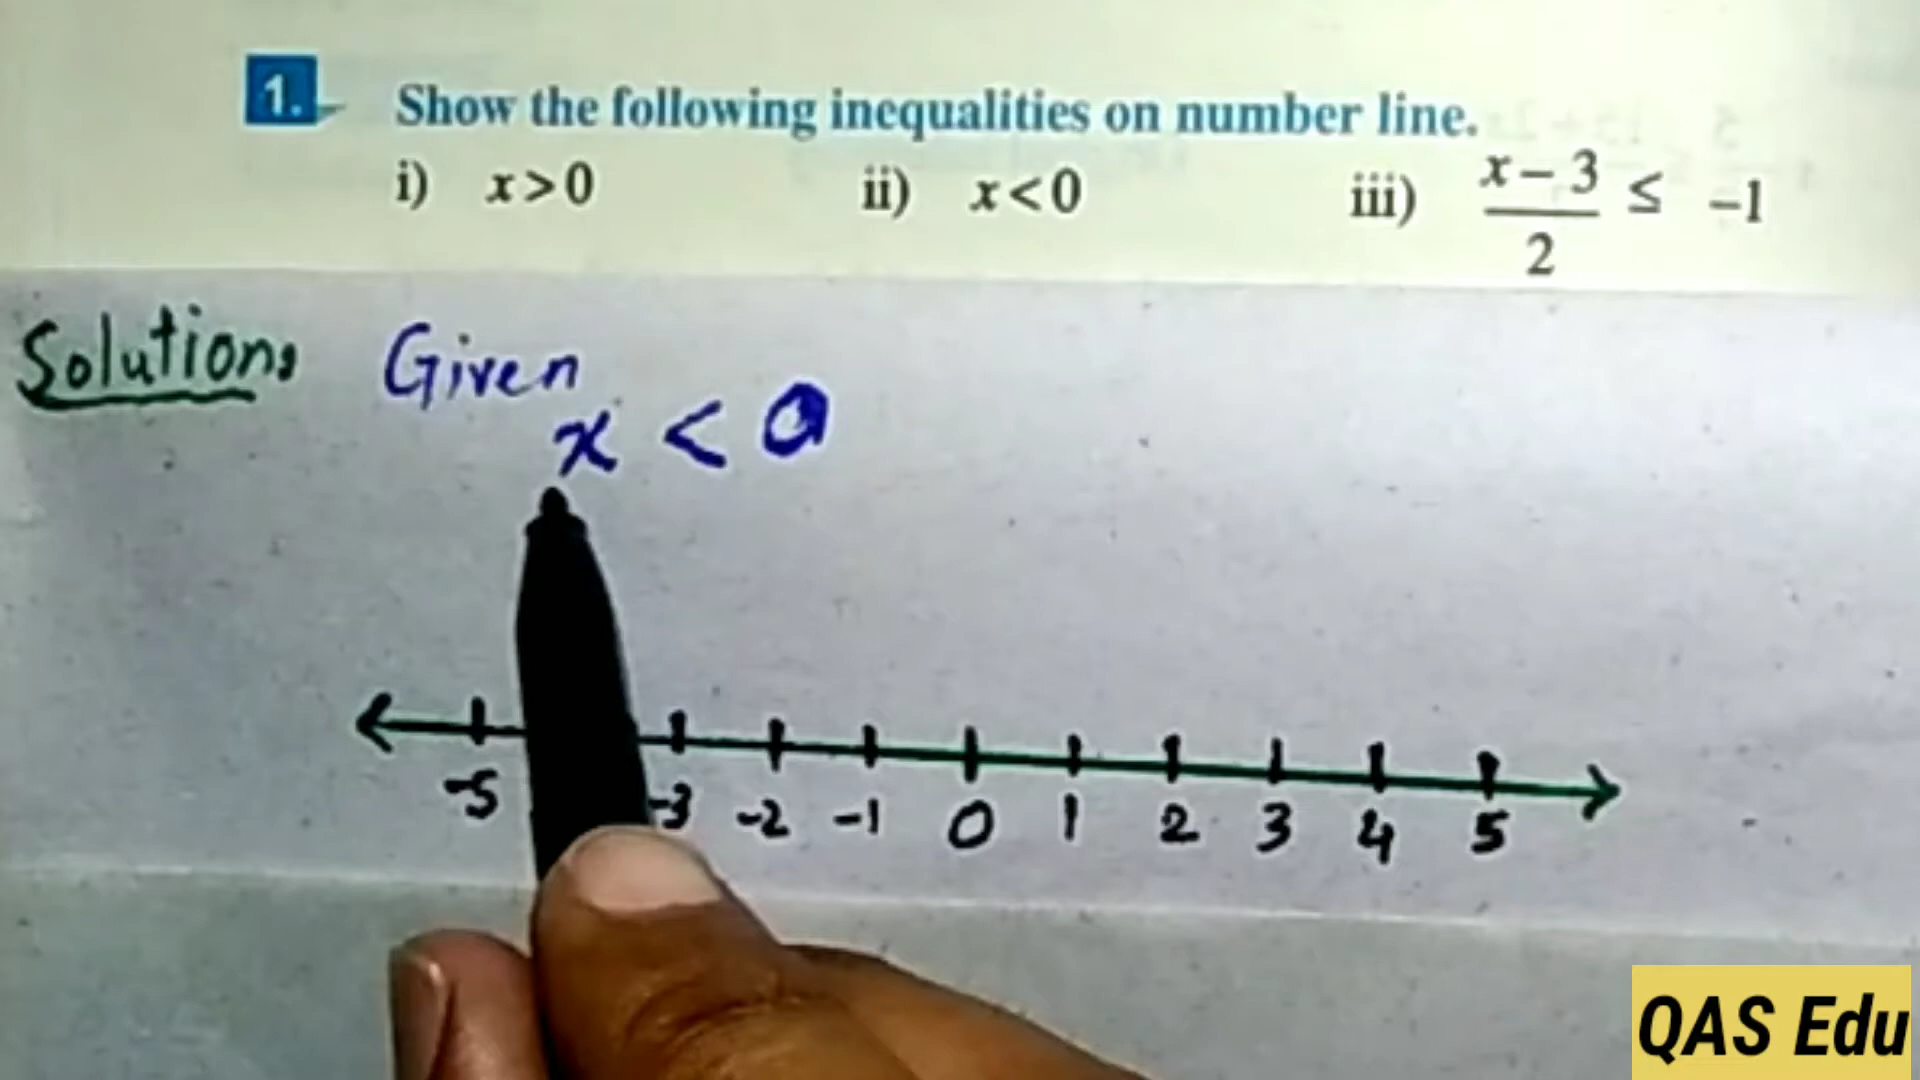 1. Show the following inequalities on number line.
i) x>0 ii) x<0 iii) x-3/2 ≤ -1
Solution, Given
x < 0
-5 -3 -2 -1 0 1 2 3 4 5
QAS Edu